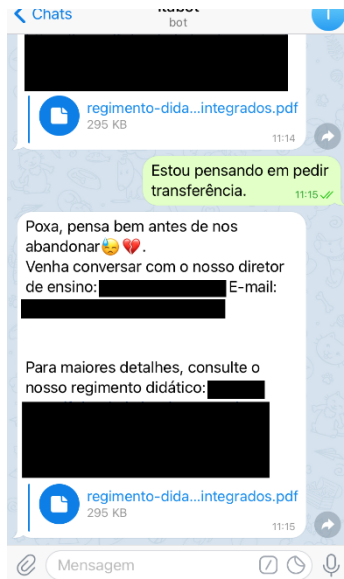 Chats
bot
regimento-dida...integrados.pdf
295 KB
11:14
Estou pensando em pedir
transferência.
11:15
Poxa, pensa bem antes de nos
abandonar😓💔.
Venha conversar com o nosso diretor
de ensino: E-mail:
Para maiores detalhes, consulte o
nosso regimento didático:
regimento-dida...integrados.pdf
295 KB
11:15
Mensagem